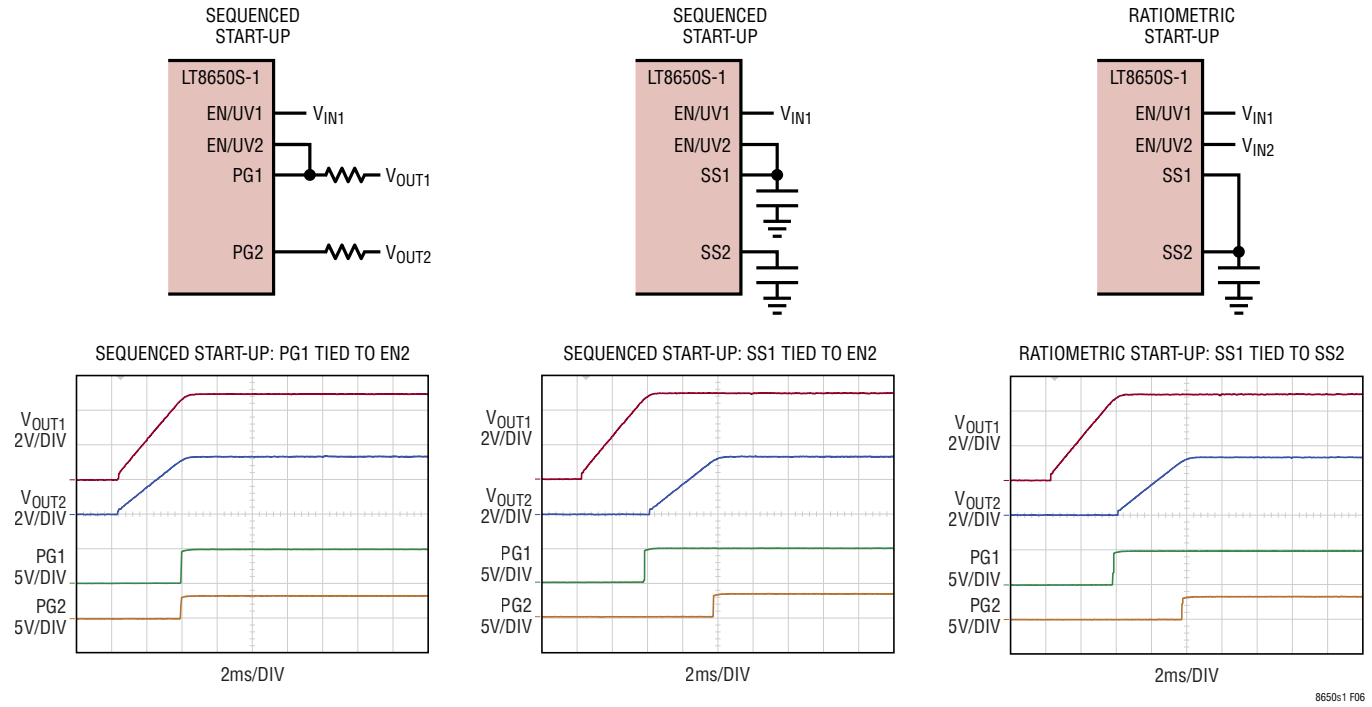 SEQUENCED
START-UP
LT8650S-1
EN/UV1
VIN1
EN/UV2
PG1
VOUT1
PG2
VOUT2
SEQUENCED
START-UP
LT8650S-1
EN/UV1
VIN1
EN/UV2
SS1
SS2
RATIOMETRIC
START-UP
LT8650S-1
EN/UV1
VIN1
EN/UV2
VIN2
SS1
SS2
SEQUENCED START-UP: PG1 TIED TO EN2
VOUT1
2V/DIV
VOUT2
2V/DIV
PG1
5V/DIV
PG2
5V/DIV
2ms/DIV
SEQUENCED START-UP: SS1 TIED TO EN2
VOUT1
2V/DIV
VOUT2
2V/DIV
PG1
5V/DIV
PG2
5V/DIV
2ms/DIV
RATIOMETRIC START-UP: SS1 TIED TO SS2
VOUT1
2V/DIV
VOUT2
2V/DIV
PG1
5V/DIV
PG2
5V/DIV
2ms/DIV
8650s1 F06